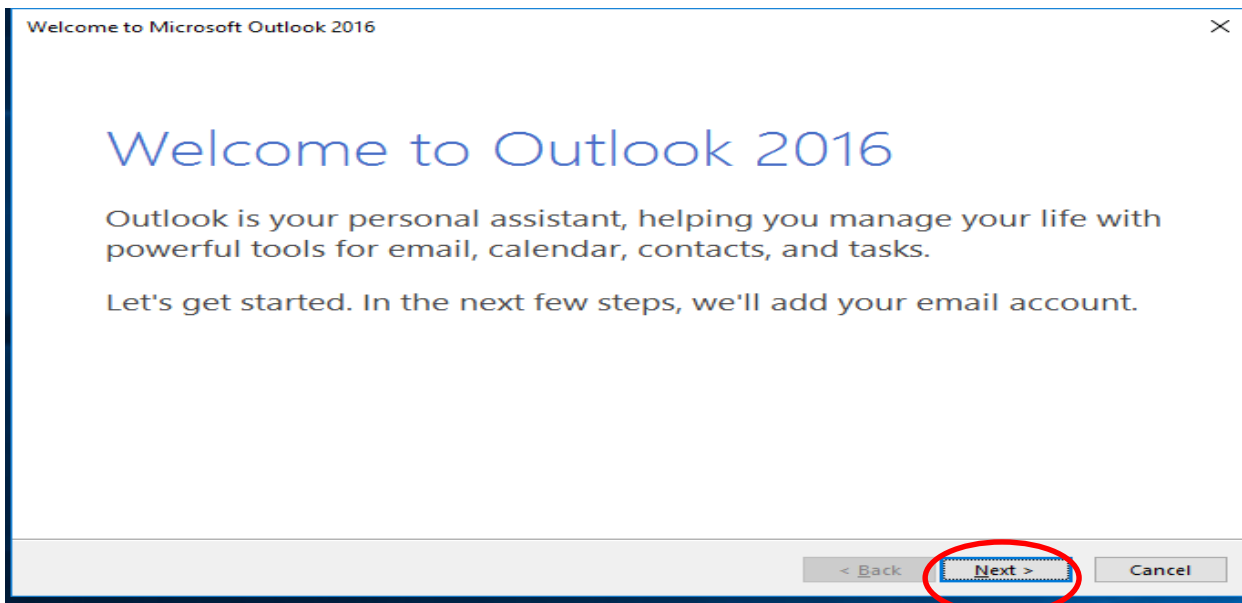 Welcome to Microsoft Outlook 2016
Welcome to Outlook 2016
Outlook is your personal assistant, helping you manage your life with
powerful tools for email, calendar, contacts, and tasks.
Let's get started. In the next few steps, we'll add your email account.
< Back Next > Cancel